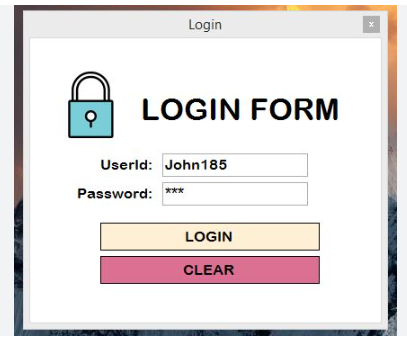 Login
x
LOGIN FORM
UserId: John185
Password: ***
LOGIN
CLEAR